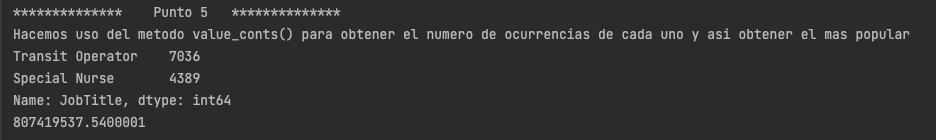 **************    Punto 5   **************
Hacemos uso del metodo value_conts() para obtener el numero de ocurrencias de cada uno y asi obtener el mas popular
Transit Operator    7036
Special Nurse       4389
Name: JobTitle, dtype: int64
807419537.5400001